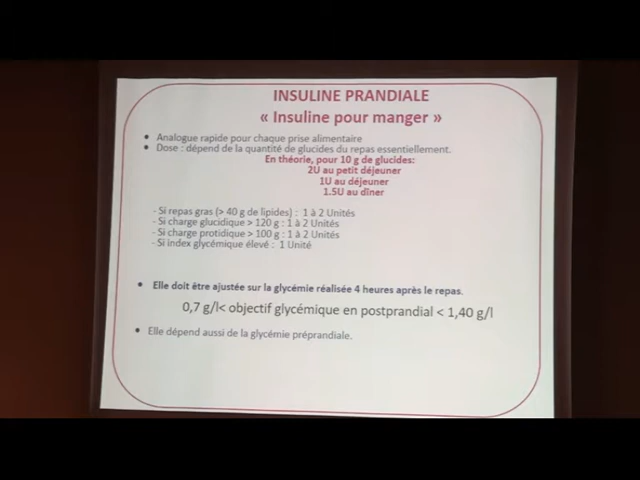 INSULINE PRANDIALE
« Insuline pour manger »
• Analogue rapide pour chaque prise alimentaire
• Dose : dépend de la quantité de glucides du repas essentiellement.
En théorie, pour 10 g de glucides:
2U au petit déjeuner
1U au déjeuner
1.5U au dîner
- Si repas gras (> 40 g de lipides) : 1 à 2 Unités
- Si charge glucidique > 120 g : 1 à 2 Unités
- Si charge protidique > 100 g : 1 à 2 Unités
- Si index glycémique élevé : 1 Unité
• Elle doit être ajustée sur la glycémie réalisée 4 heures après le repas.
0,7 g/l< objectif glycémique en postprandial < 1,40 g/l
• Elle dépend aussi de la glycémie préprandiale.